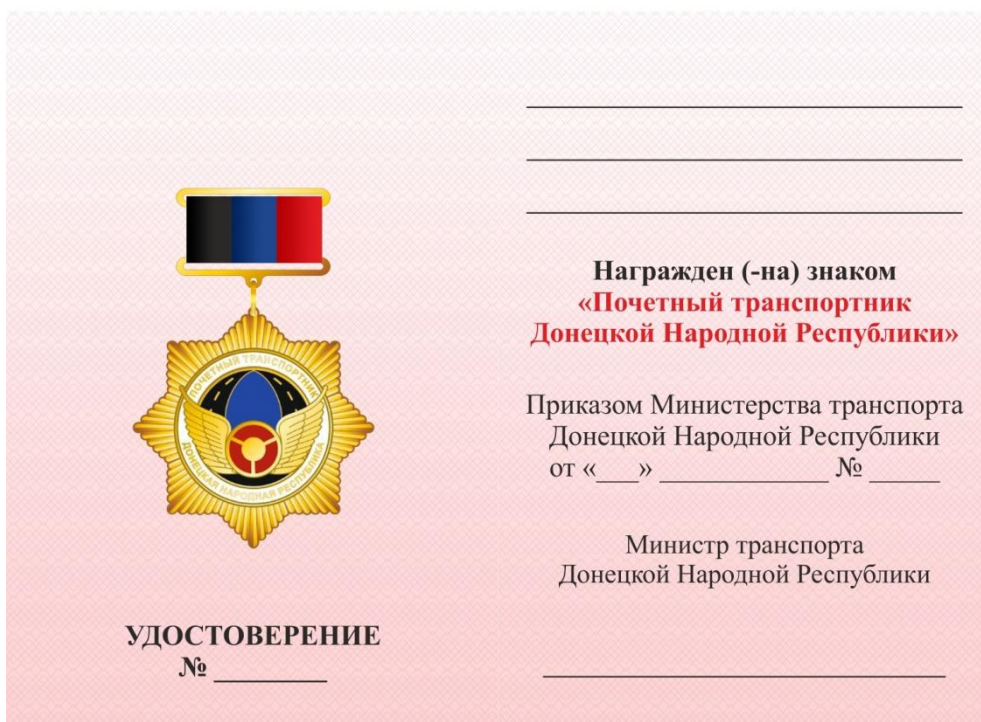 ПОЧЕТНЫЙ ТРАНСПОРТНИК
ДОНЕЦКАЯ НАРОДНАЯ РЕСПУБЛИКА
УДОСТОВЕРЕНИЕ
№ ________
Награжден (-на) знаком
«Почетный транспортник
Донецкой Народной Республики»
Приказом Министерства транспорта
Донецкой Народной Республики
от «___» ____________ № _____
Министр транспорта
Донецкой Народной Республики